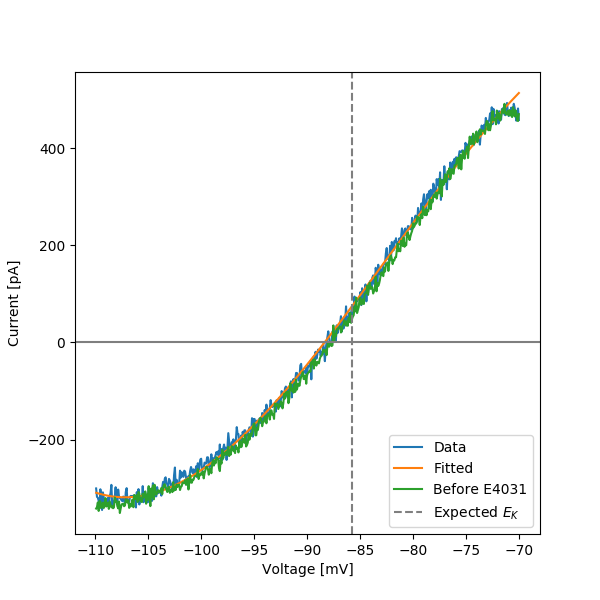 Current [pA]
400
200
0
−200
−110
−105
−100
−95
−90
−85
−80
−75
−70
Voltage [mV]
Data
Fitted
Before E4031
Expected $E_K$